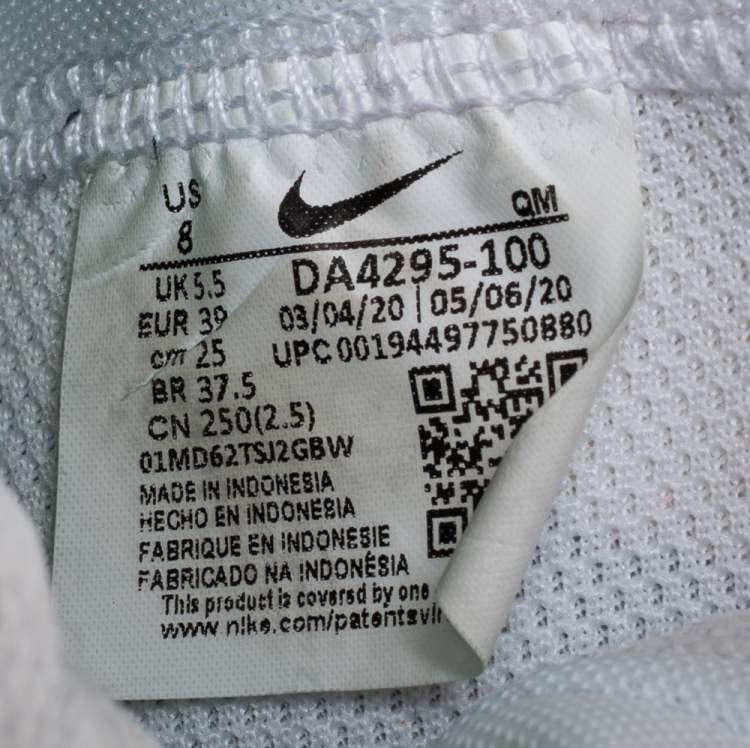 US
8
QM
UK 5.5
EUR 39
cm 25
BR 37.5
CN 250(2.5)
DA4295-100
03/04/20 | 05/06/20
UPC 00194497750880
01MD62TSJ2GBW
MADE IN INDONESIA
HECHO EN INDONESIA
FABRIQUE EN INDONESIE
FABRICADO NA INDONÉSIA
This product is covered by one
www.nike.com/patents